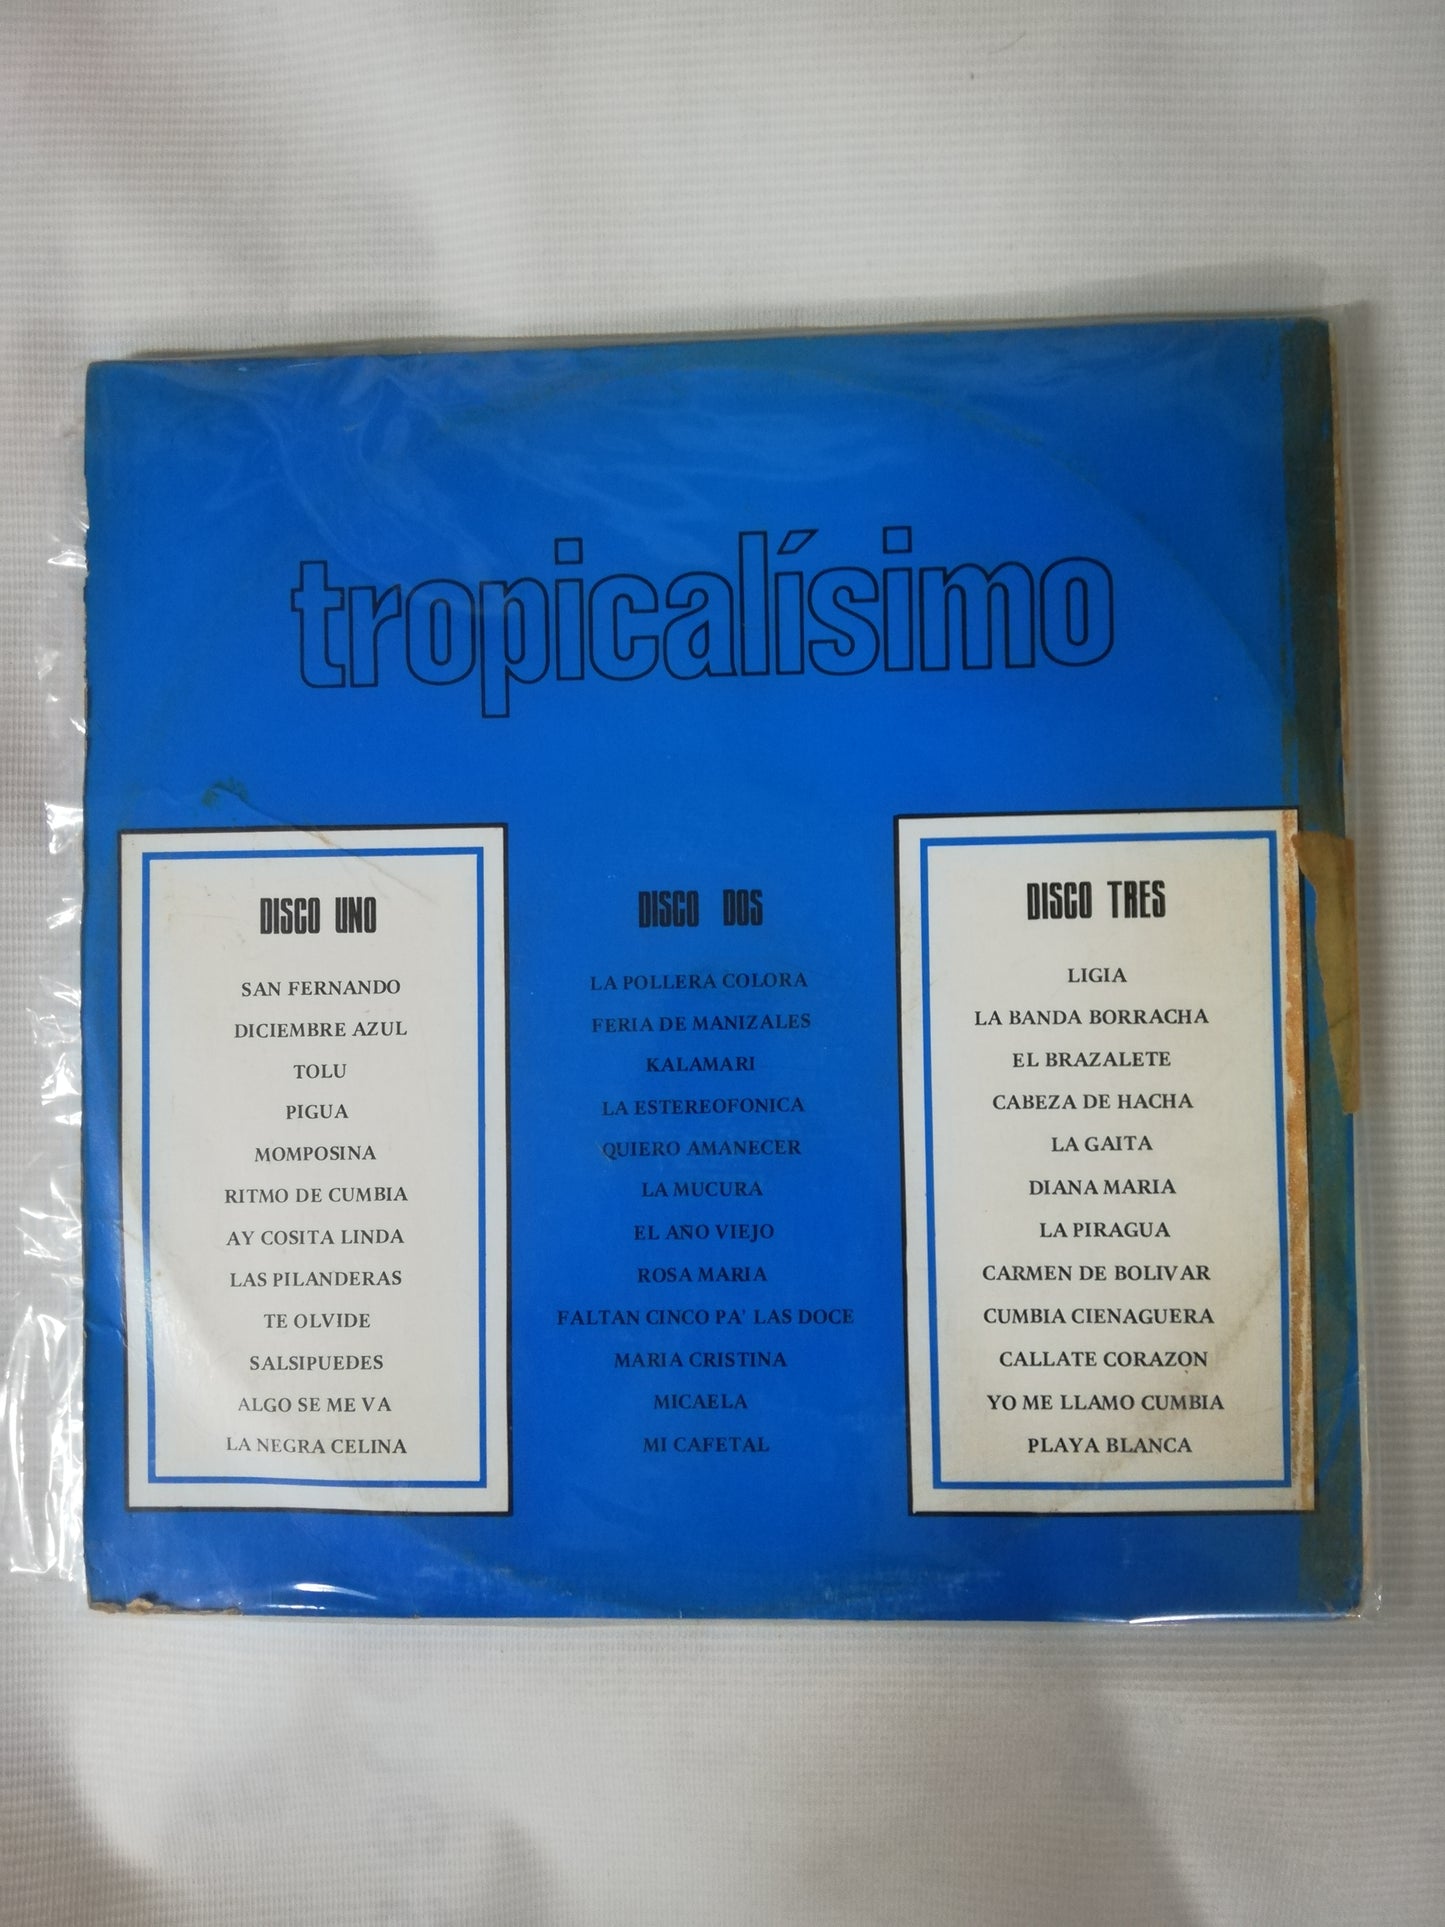 tropicalísimo
DISCO UNO
SAN FERNANDO
DICIEMBRE AZUL
TOLU
PIGUA
MOMPOSINA
RITMO DE CUMBIA
AY COSITA LINDA
LAS PILANDERAS
TE OLVIDE
SALSIPUEDES
ALGO SE ME VA
LA NEGRA CELINA
DISCO DOS
LA POLLERA COLORA
FERIA DE MANIZALES
KALAMARI
LA ESTEREOFONICA
QUIERO AMANECER
LA MUCURA
EL AÑO VIEJO
ROSA MARIA
FALTAN CINCO PA' LAS DOCE
MARIA CRISTINA
MICAELA
MI CAFETAL
DISCO TRES
LIGIA
LA BANDA BORRACHA
EL BRAZALETE
CABEZA DE HACHA
LA GAITA
DIANA MARIA
LA PIRAGUA
CARMEN DE BOLIVAR
CUMBIA CIENAGUERA
CALLATE CORAZON
YO ME LLAMO CUMBIA
PLAYA BLANCA